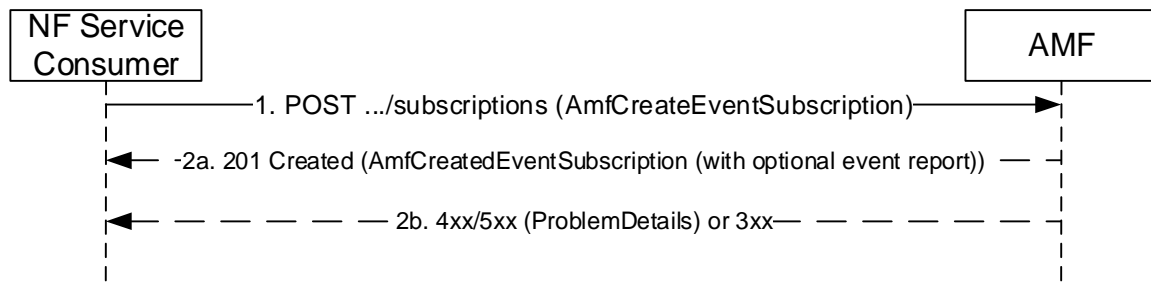 NF Service
Consumer
AMF
1. POST .../subscriptions (AmfCreateEventSubscription)
2a. 201 Created (AmfCreatedEventSubscription (with optional event report))
2b. 4xx/5xx (ProblemDetails) or 3xx